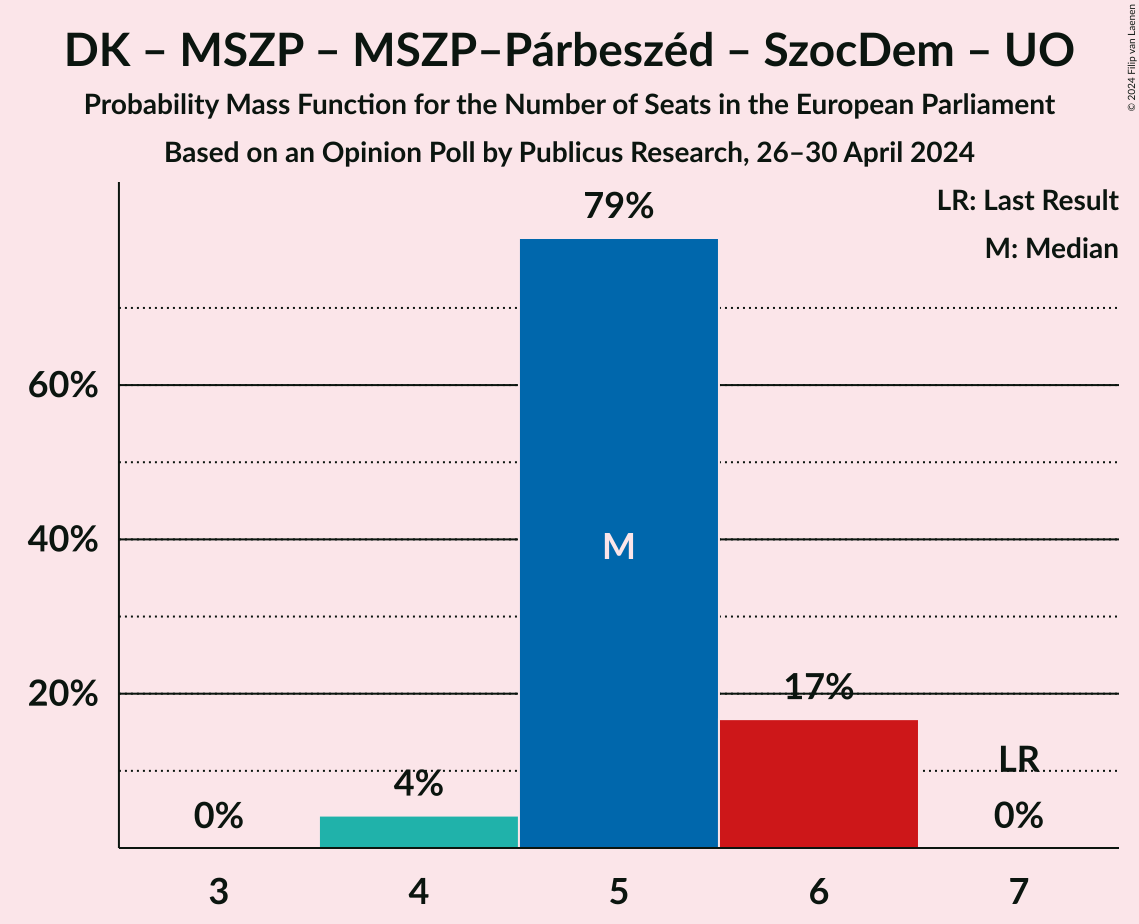 DK – MSZP – MSZP–Párbeszéd – SzocDem – UO
Probability Mass Function for the Number of Seats in the European Parliament
Based on an Opinion Poll by Publicus Research, 26–30 April 2024
© 2024 Filip van Laenen
LR: Last Result
M: Median
79%
60%
40%
M
20%
17%
LR
4%
0%
0%
3
4
5
6
7